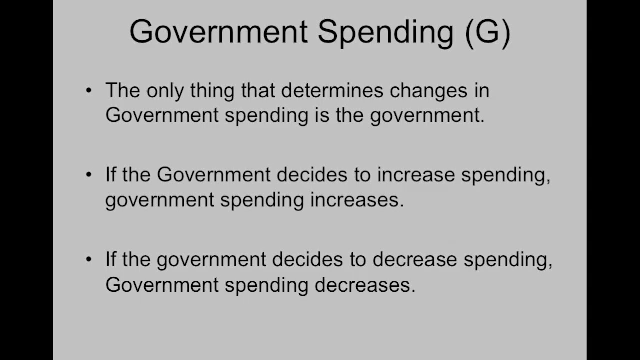 Government Spending (G)
• The only thing that determines changes in
Government spending is the government.
• If the Government decides to increase spending,
government spending increases.
• If the government decides to decrease spending,
Government spending decreases.